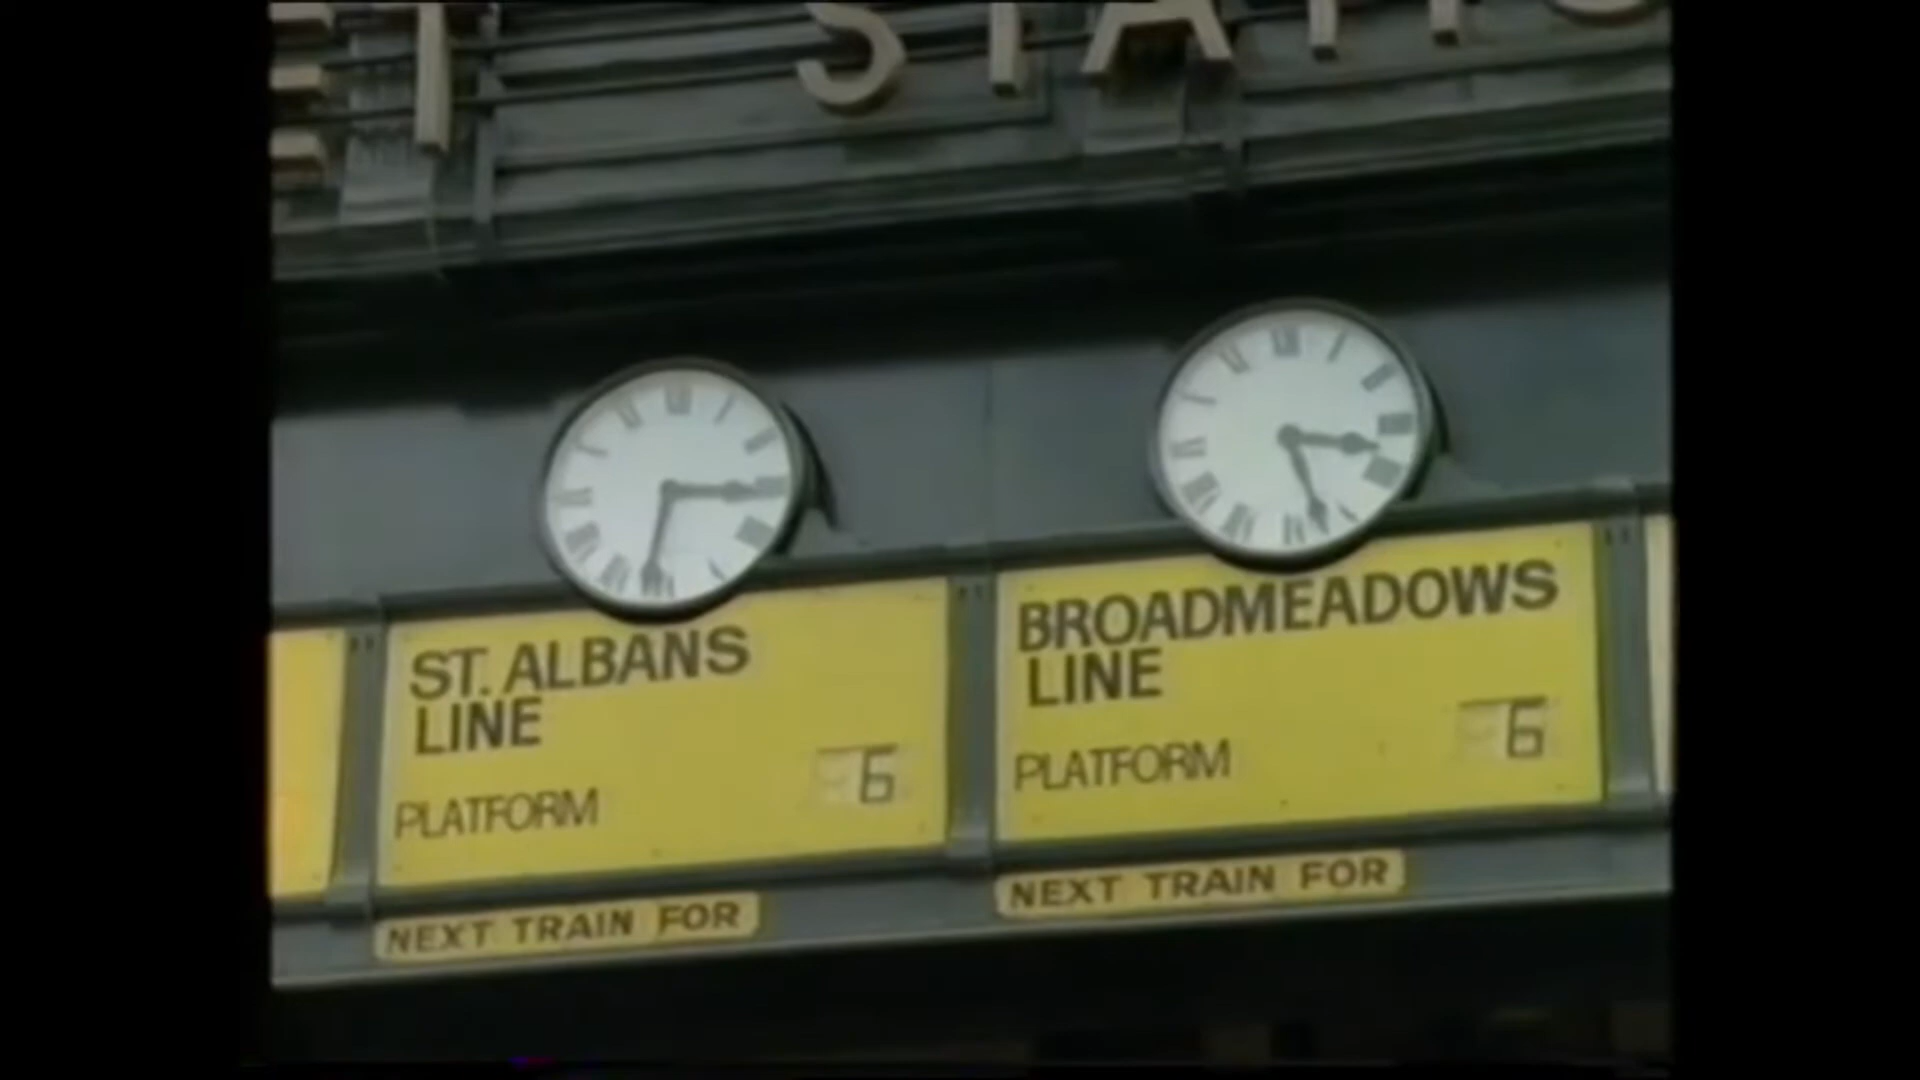 ST. ALBANS
LINE
PLATFORM 6
NEXT TRAIN FOR
BROADMEADOWS
LINE
PLATFORM 6
NEXT TRAIN FOR